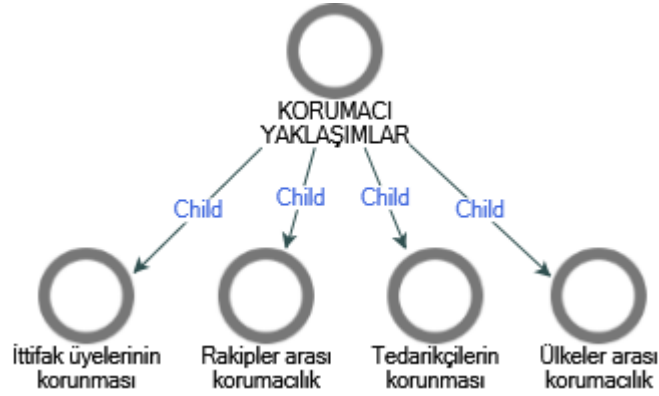 KORUMACI
YAKLAŞIMLAR
Child
Child
Child
Child
İttifak üyelerinin
korunması
Rakipler arası
korumacılık
Tedarikçilerin
korunması
Ülkeler arası
korumacılık